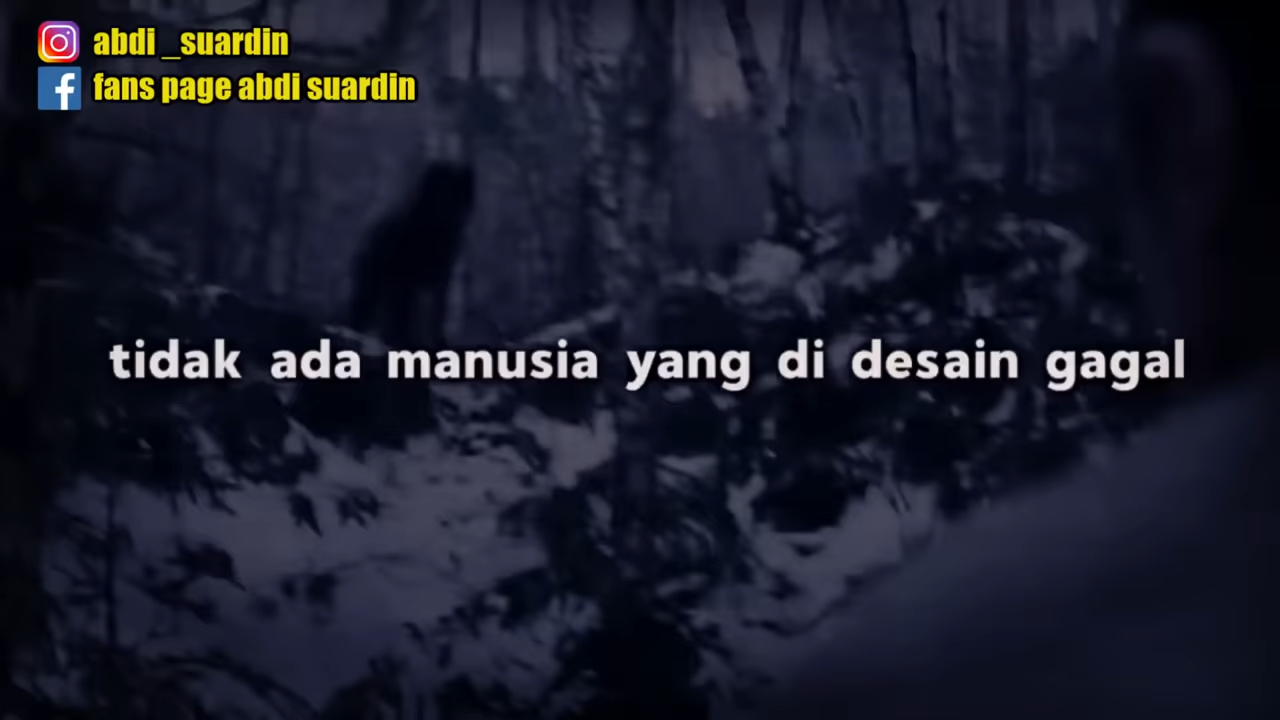 abdi _suardin
fans page abdi suardin
tidak ada manusia yang di desain gagal